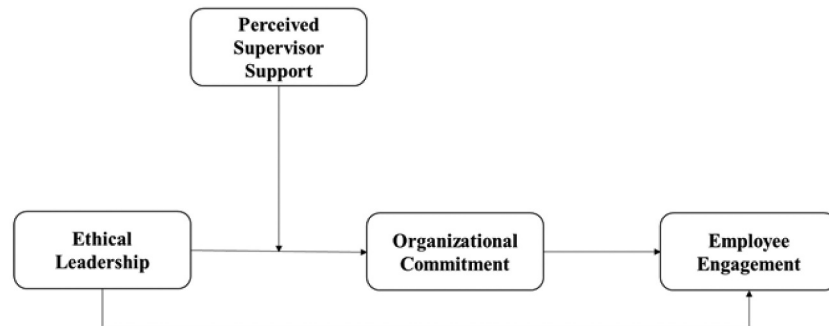 Perceived
Supervisor
Support
Ethical
Leadership
Organizational
Commitment
Employee
Engagement